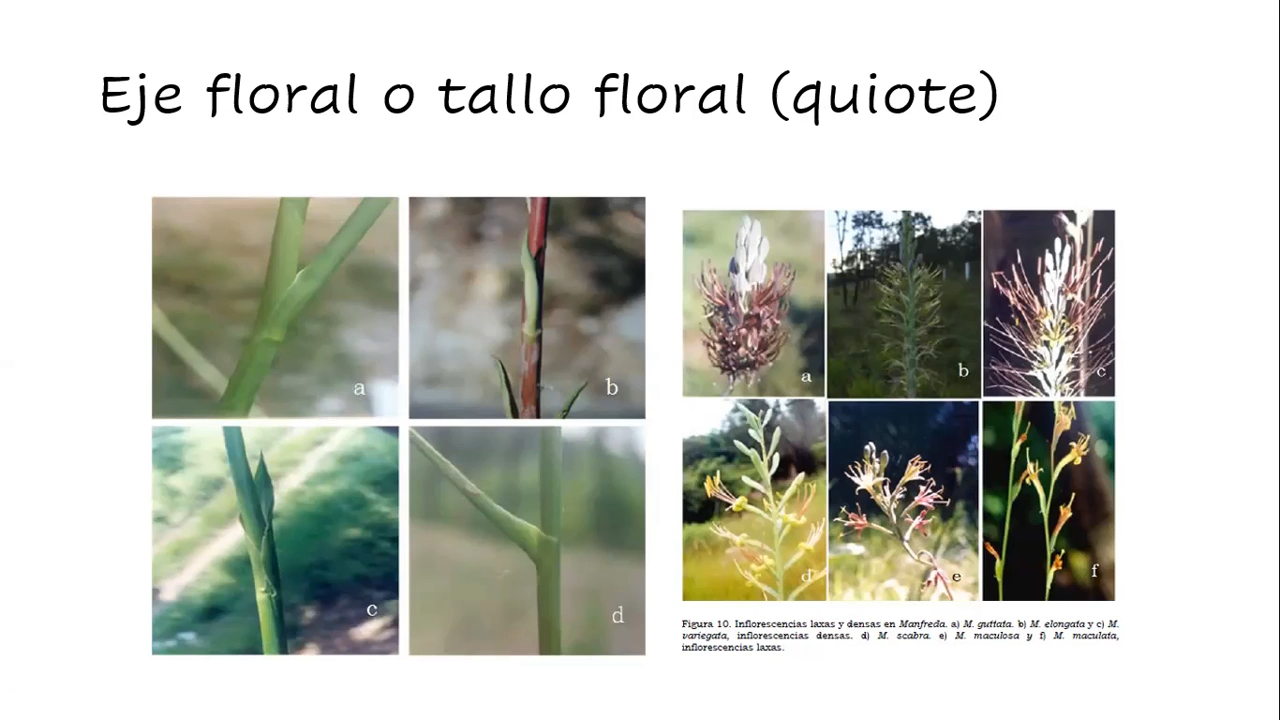 Eje floral o tallo floral (quiote)
a
b
c
d
a
b
c
d
e
f
Figura 10. Inflorescencias laxas y densas en Manfreda. a) M. guttata. b) M. elongata y c) M.
variegata, inflorescencias densas. d) M. scabra. e) M. maculosa y f) M. maculata,
inflorescencias laxas.